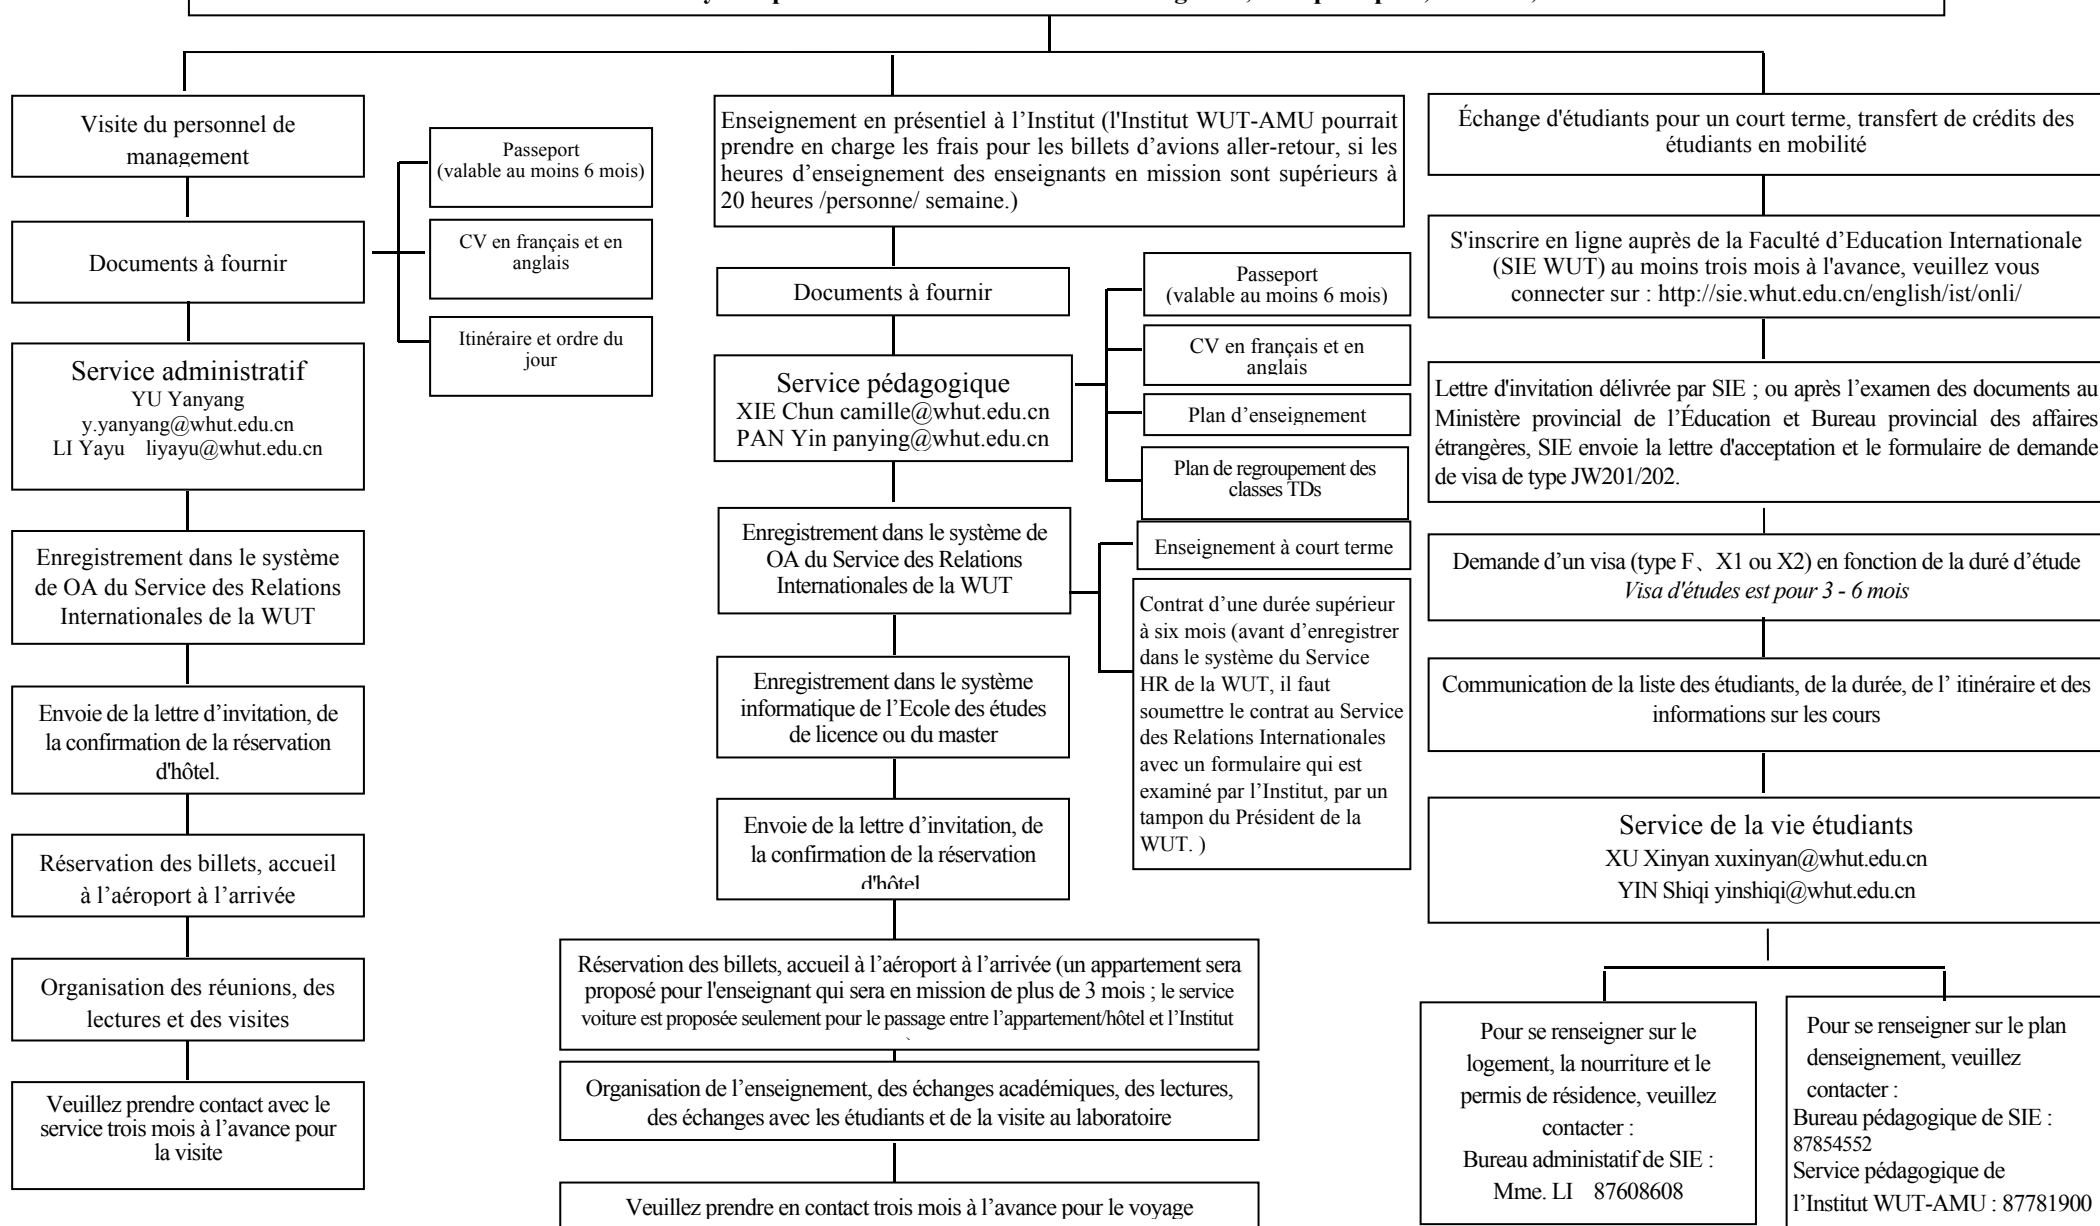 Visite du personnel de
management
Documents à fournir
Passeport
(valable au moins 6 mois)
CV en français et en
anglais
Itinéraire et ordre du
jour
Service administratif
YU Yanyang
y.yanyang@whut.edu.cn
LI Yayu liyayu@whut.edu.cn
Enregistrement dans le système
de OA du Service des Relations
Internationales de la WUT
Envoie de la lettre d’invitation, de
la confirmation de la réservation
d'hôtel.
Réservation des billets, accueil
à l’aéroport à l’arrivée
Organisation des réunions, des
lectures et des visites
Veuillez prendre contact avec le
service trois mois à l’avance pour
la visite
Enseignement en présentiel à l’Institut (l'Institut WUT-AMU pourrait
prendre en charge les frais pour les billets d’avions aller-retour, si les
heures d’enseignement des enseignants en mission sont supérieurs à
20 heures /personne/ semaine.)
Documents à fournir
Service pédagogique
XIE Chun camille@whut.edu.cn
PAN Yin panying@whut.edu.cn
Passeport
(valable au moins 6 mois)
CV en français et en
anglais
Plan d’enseignement
Plan de regroupement des
classes TDs
Enregistrement dans le système de
OA du Service des Relations
Internationales de la WUT
Enseignement à court terme
Contrat d’une durée supérieur
à six mois (avant d’enregistrer
dans le système du Service
HR de la WUT, il faut
soumettre le contrat au Service
des Relations Internationales
avec un formulaire qui est
examiné par l’Institut, par un
tampon du Président de la
WUT. )
Enregistrement dans le système
informatique de l’Ecole des études
de licence ou du master
Envoie de la lettre d’invitation, de
la confirmation de la réservation
d'hôtel
Réservation des billets, accueil à l’aéroport à l’arrivée (un appartement sera
proposé pour l'enseignant qui sera en mission de plus de 3 mois ; le service
voiture est proposée seulement pour le passage entre l’appartement/hôtel et l’Institut
Organisation de l’enseignement, des échanges académiques, des lectures,
des échanges avec les étudiants et de la visite au laboratoire
Veuillez prendre en contact trois mois à l’avance pour le voyage
Échange d'étudiants pour un court terme, transfert de crédits des
étudiants en mobilité
S'inscrire en ligne auprès de la Faculté d’Education Internationale
(SIE WUT) au moins trois mois à l'avance, veuillez vous
connecter sur : http://sie.whut.edu.cn/english/ist/onli/
Lettre d'invitation délivrée par SIE ; ou après l’examen des documents au
Ministère provincial de l’Éducation et Bureau provincial des affaires
étrangères, SIE envoie la lettre d'acceptation et le formulaire de demande
de visa de type JW201/202.
Demande d’un visa (type F、X1 ou X2) en fonction de la duré d’étude
Visa d'études est pour 3 - 6 mois
Communication de la liste des étudiants, de la durée, de l’ itinéraire et des
informations sur les cours
Service de la vie étudiants
XU Xinyan xuxinyan@whut.edu.cn
YIN Shiqi yinshiqi@whut.edu.cn
Pour se renseigner sur le
logement, la nourriture et le
permis de résidence, veuillez
contacter :
Bureau administatif de SIE :
Mme. LI 87608608
Pour se renseigner sur le plan
denseignement, veuillez
contacter :
Bureau pédagogique de SIE :
87854552
Service pédagogique de
l’Institut WUT-AMU : 87781900